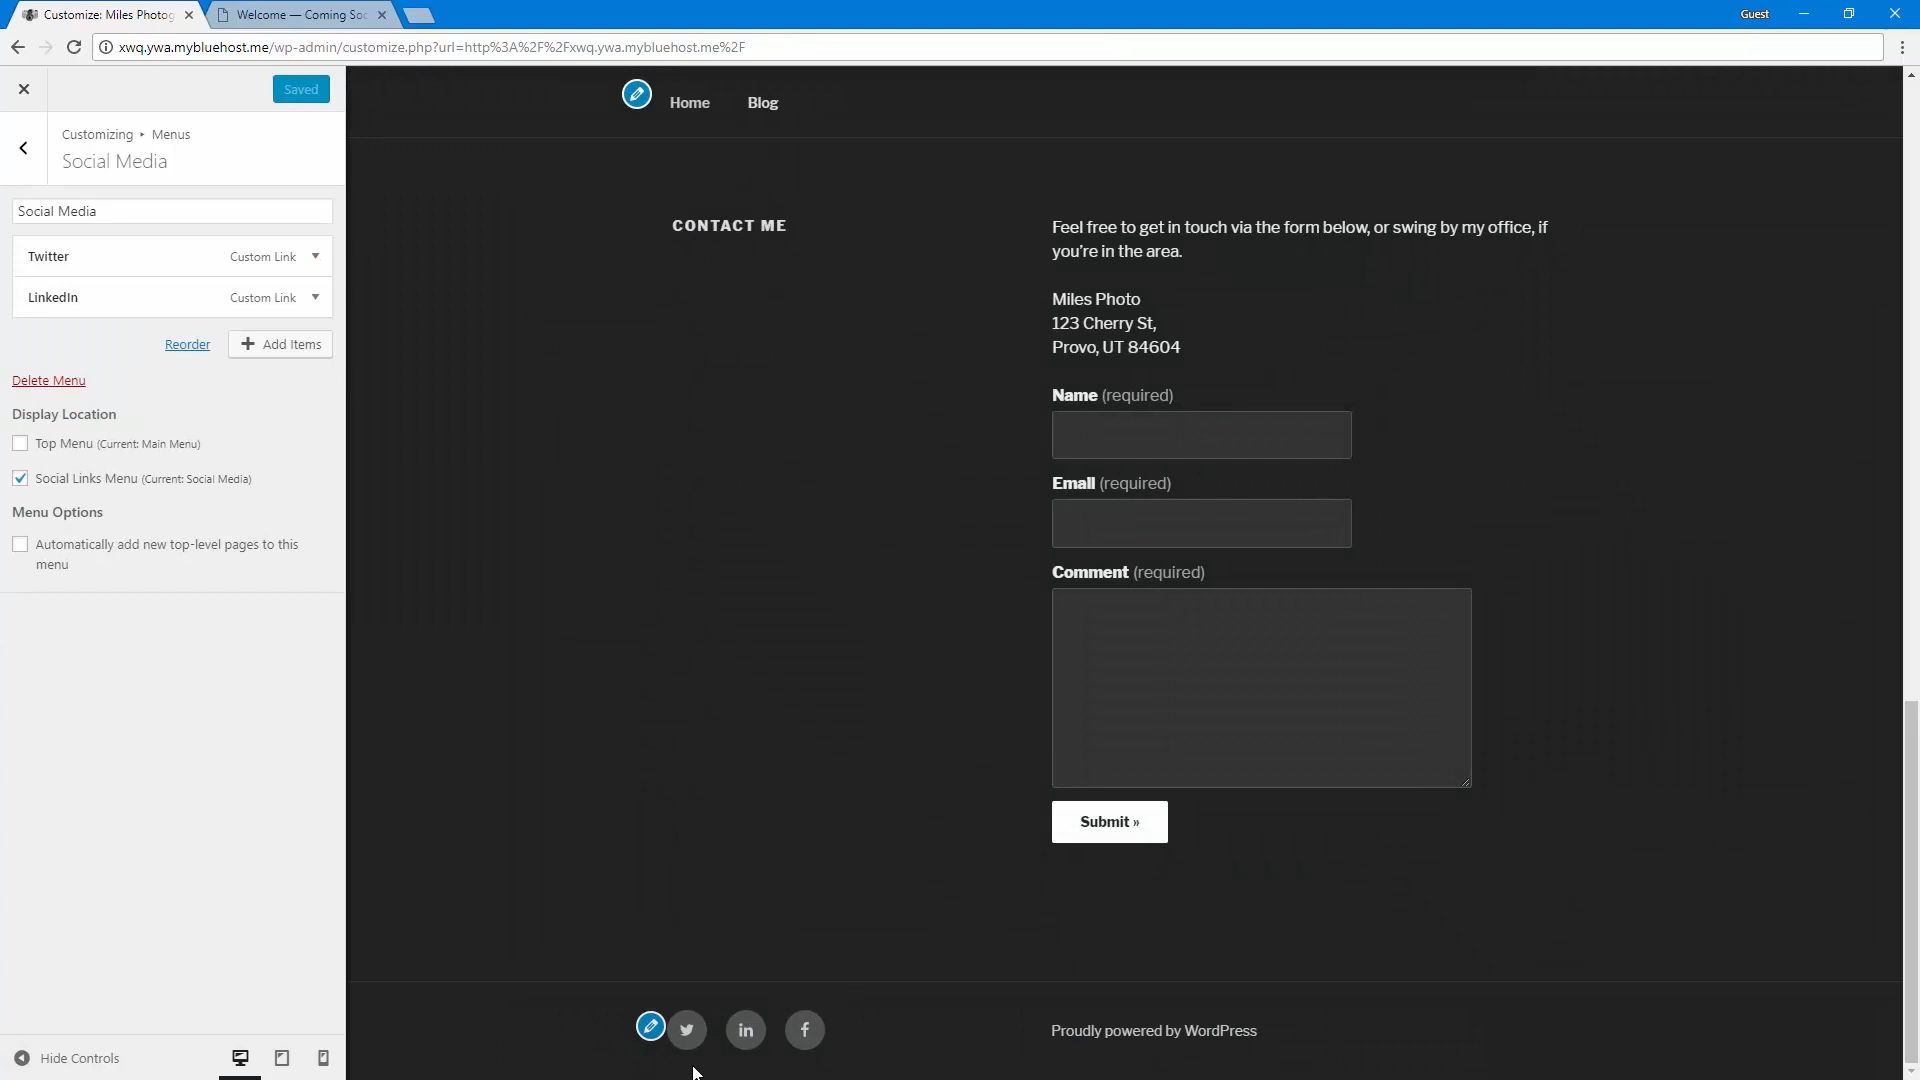 Customize: Miles Photog
Welcome — Coming Soo
Guest
xwq.ywa.mybluehost.me/wp-admin/customize.php?url=http%3A%2F%2Fxwq.ywa.mybluehost.me%2F
Saved
Customizing ▸ Menus
Social Media
Social Media
Twitter Custom Link
LinkedIn Custom Link
Reorder
Add Items
Delete Menu
Display Location
Top Menu (Current: Main Menu)
Social Links Menu (Current: Social Media)
Menu Options
Automatically add new top-level pages to this
menu
Hide Controls
Home Blog
CONTACT ME
Feel free to get in touch via the form below, or swing by my office, if
you’re in the area.
Miles Photo
123 Cherry St,
Provo, UT 84604
Name (required)
Email (required)
Comment (required)
Submit »
in
f
Proudly powered by WordPress